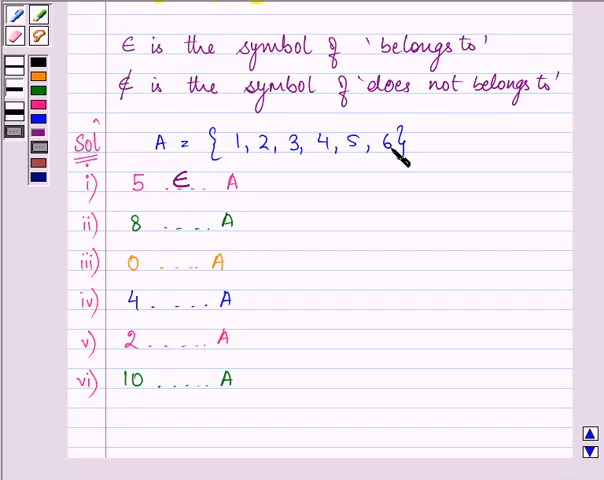 ∈ is the symbol of 'belongs to'
∉ is the symbol of 'does not belongs to'
Solⁿ A = { 1, 2, 3, 4, 5, 6}
i) 5 .∈... A
ii) 8 ..... A
iii) 0 ..... A
iv) 4 ...... A
v) 2 ...... A
vi) 10 ...... A